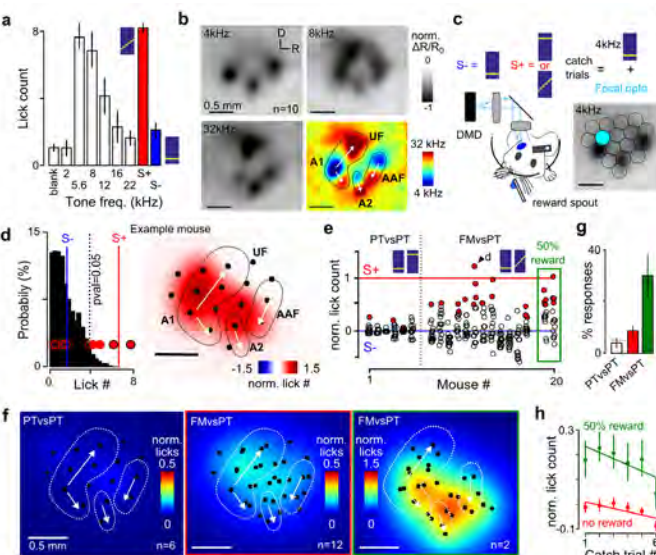 a
Lick count
8
4
0
blank
2
5.6
8
12
16
22
S+
S-
Tone freq. (kHz)
b
4kHz
D
R
0.5 mm
n=10
8kHz
norm.
ΔR/R₀
0
-1
32kHz
UF
A1
AAF
A2
32 kHz
4 kHz
c
S- =
S+ =
or
catch
trials
=
4kHz
+
Focal opto
DMD
4kHz
reward spout
d
Example mouse
15
0
Probabiliy (%)
S-
pval=0.05
S+
0.
8
Lick #
UF
A1
A2
AAF
-1.5
1.5
norm. lick #
e
PTvsPT
FMvsPT
50%
reward
d
S+
S-
norm. lick count
1
0
1
20
Mouse #
g
% responses
40
0
PTvsPT
FMvsPT
f
PTvsPT
norm.
licks
0.5
0
0.5 mm
n=6
FMvsPT
norm.
licks
0.5
0
n=12
FMvsPT
norm.
licks
1.5
0
n=2
h
norm. lick count
0.3
-0.1
50% reward
no reward
1
6
Catch trial #